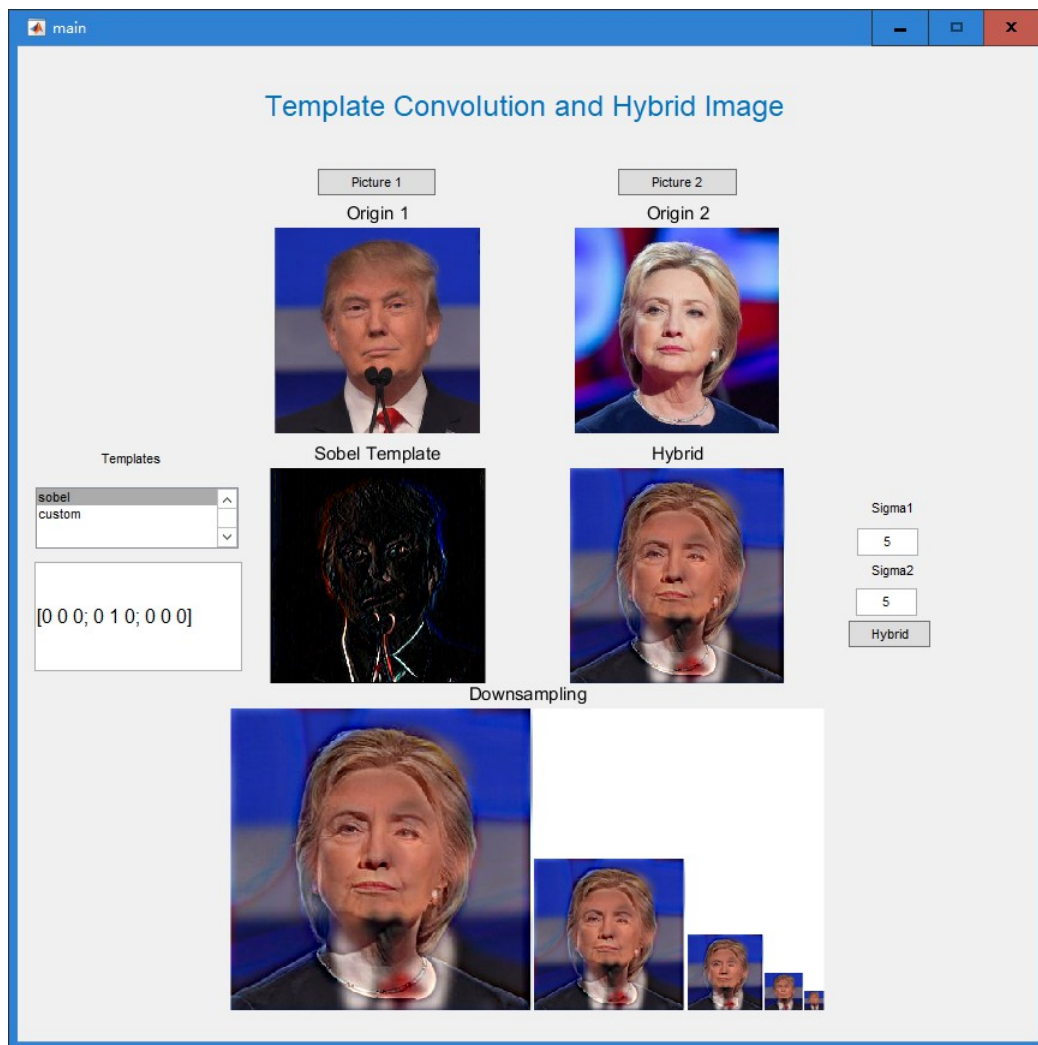 main
Template Convolution and Hybrid Image
Picture 1
Picture 2
Origin 1
Origin 2
Sobel Template
Hybrid
Templates
sobel
custom
[0 0 0; 0 1 0; 0 0 0]
Sigma1
5
Sigma2
5
Hybrid
Downsampling